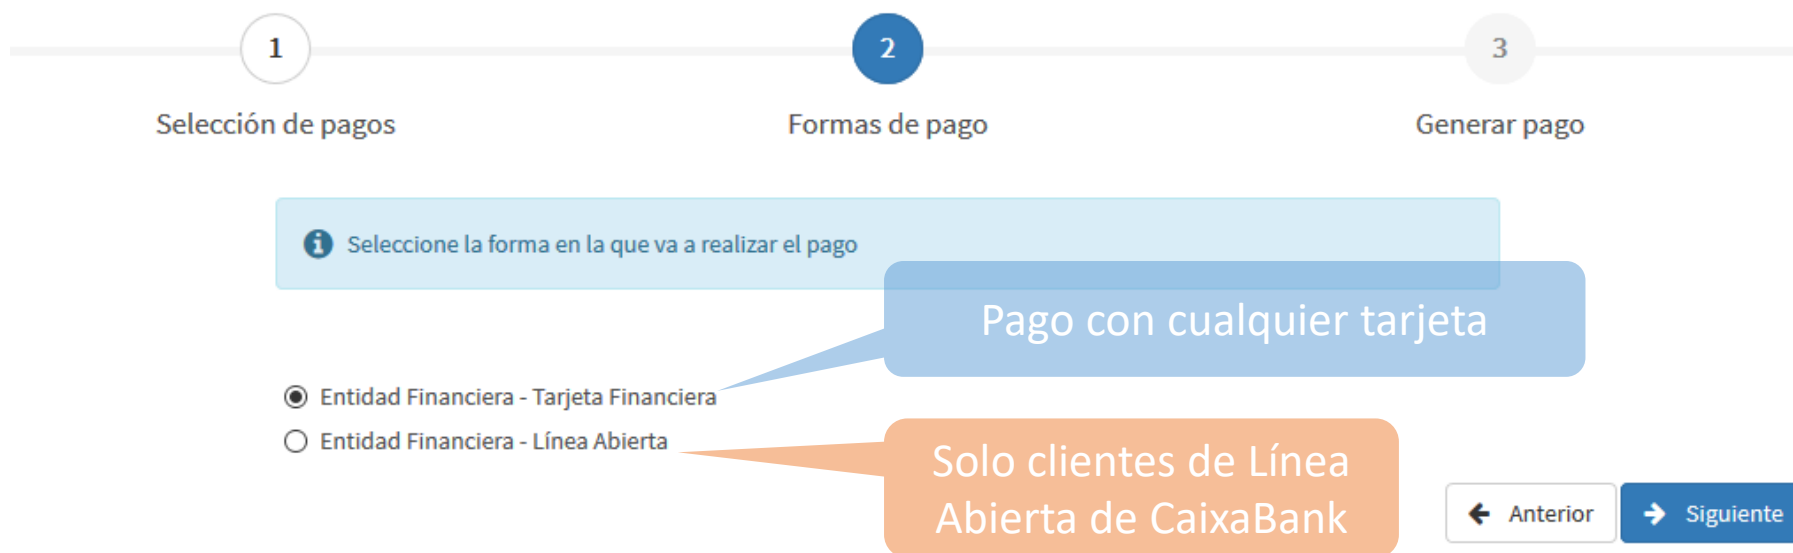 1
2
3
Selección de pagos
Formas de pago
Generar pago
Seleccione la forma en la que va a realizar el pago
Pago con cualquier tarjeta
Entidad Financiera - Tarjeta Financiera
Entidad Financiera - Línea Abierta
Solo clientes de Línea
Abierta de CaixaBank
Anterior
Siguiente